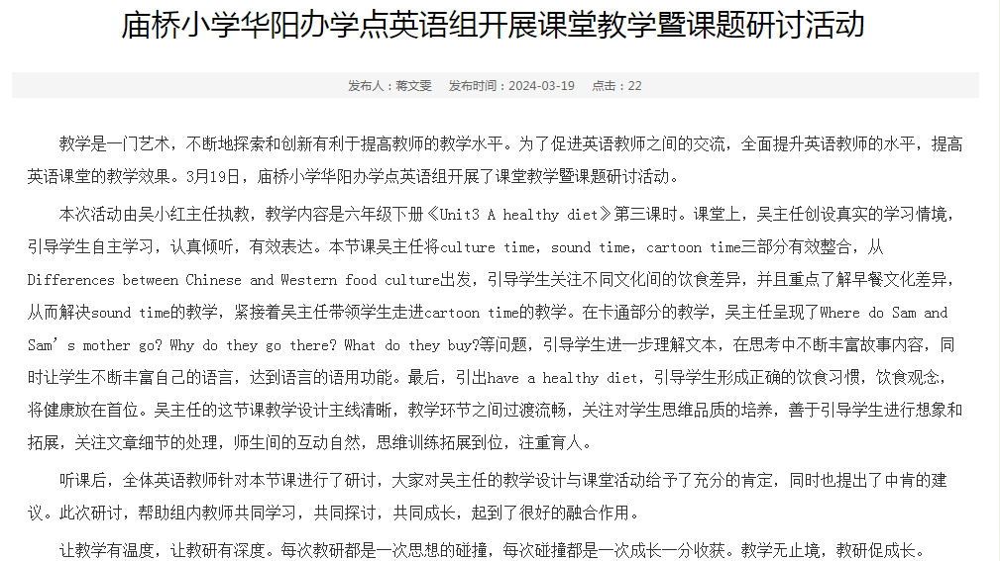 庙桥小学华阳办学点英语组开展课堂教学暨课题研讨活动
发布人：蒋文雯 发布时间：2024-03-19 点击：22
教学是一门艺术，不断地探索和创新有利于提高教师的教学水平。为了促进英语教师之间的交流，全面提升英语教师的水平，提高
英语课堂的教学效果。3月19日，庙桥小学华阳办学点英语组开展了课堂教学暨课题研讨活动。
本次活动由吴小红主任执教，教学内容是六年级下册《Unit3 A healthy diet》第三课时。课堂上，吴主任创设真实的学习情境，
引导学生自主学习，认真倾听，有效表达。本节课吴主任将culture time，sound time，cartoon time三部分有效整合，从
Differences between Chinese and Western food culture出发，引导学生关注不同文化间的饮食差异，并且重点了解早餐文化差异，
从而解决sound time的教学，紧接着吴主任带领学生走进cartoon time的教学。在卡通部分的教学，吴主任呈现了Where do Sam and
Sam’s mother go? Why do they go there? What do they buy?等问题，引导学生进一步理解文本，在思考中不断丰富故事内容，同
时让学生不断丰富自己的语言，达到语言的语用功能。最后，引出have a healthy diet，引导学生形成正确的饮食习惯，饮食观念，
将健康放在首位。吴主任的这节课教学设计主线清晰，教学环节之间过渡流畅，关注对学生思维品质的培养，善于引导学生进行想象和
拓展，关注文章细节的处理，师生间的互动自然，思维训练拓展到位，注重育人。
听课后，全体英语教师针对本节课进行了研讨，大家对吴主任的教学设计与课堂活动给予了充分的肯定，同时也提出了中肯的建
议。此次研讨，帮助组内教师共同学习，共同探讨，共同成长，起到了很好的融合作用。
让教学有温度，让教研有深度。每次教研都是一次思想的碰撞，每次碰撞都是一次成长一分收获。教学无止境，教研促成长。